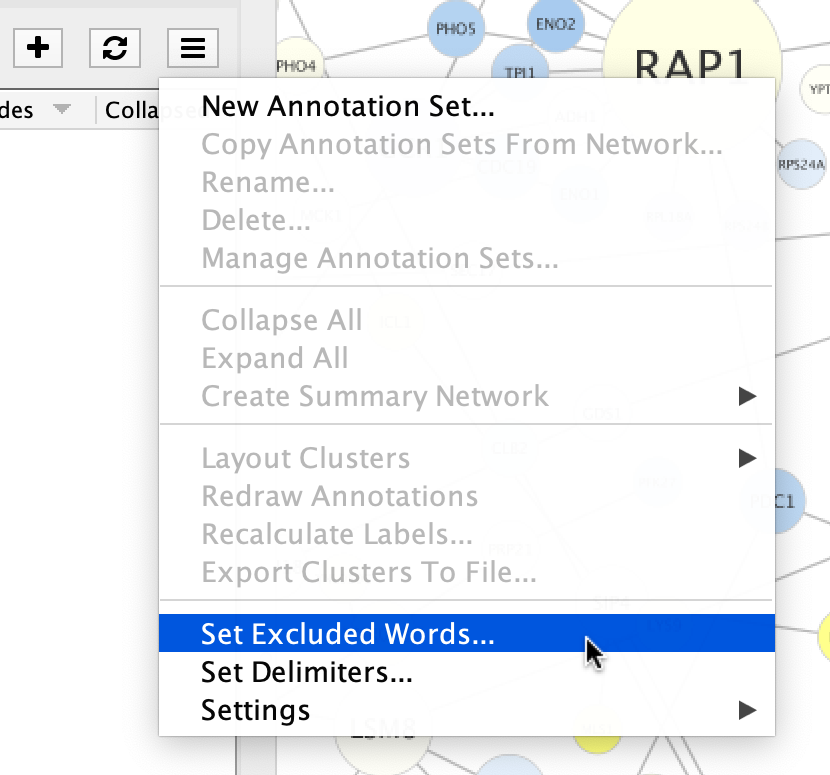 PHO5
ENO2
PHO4
TPI1
RAP1
YPT
RPS24A
des
Collapse
New Annotation Set...
Copy Annotation Sets From Network...
Rename...
Delete...
Manage Annotation Sets...
Collapse All
Expand All
Create Summary Network
Layout Clusters
Redraw Annotations
PDC1
Recalculate Labels...
Export Clusters To File...
Set Excluded Words...
Set Delimiters...
Settings
LSM8